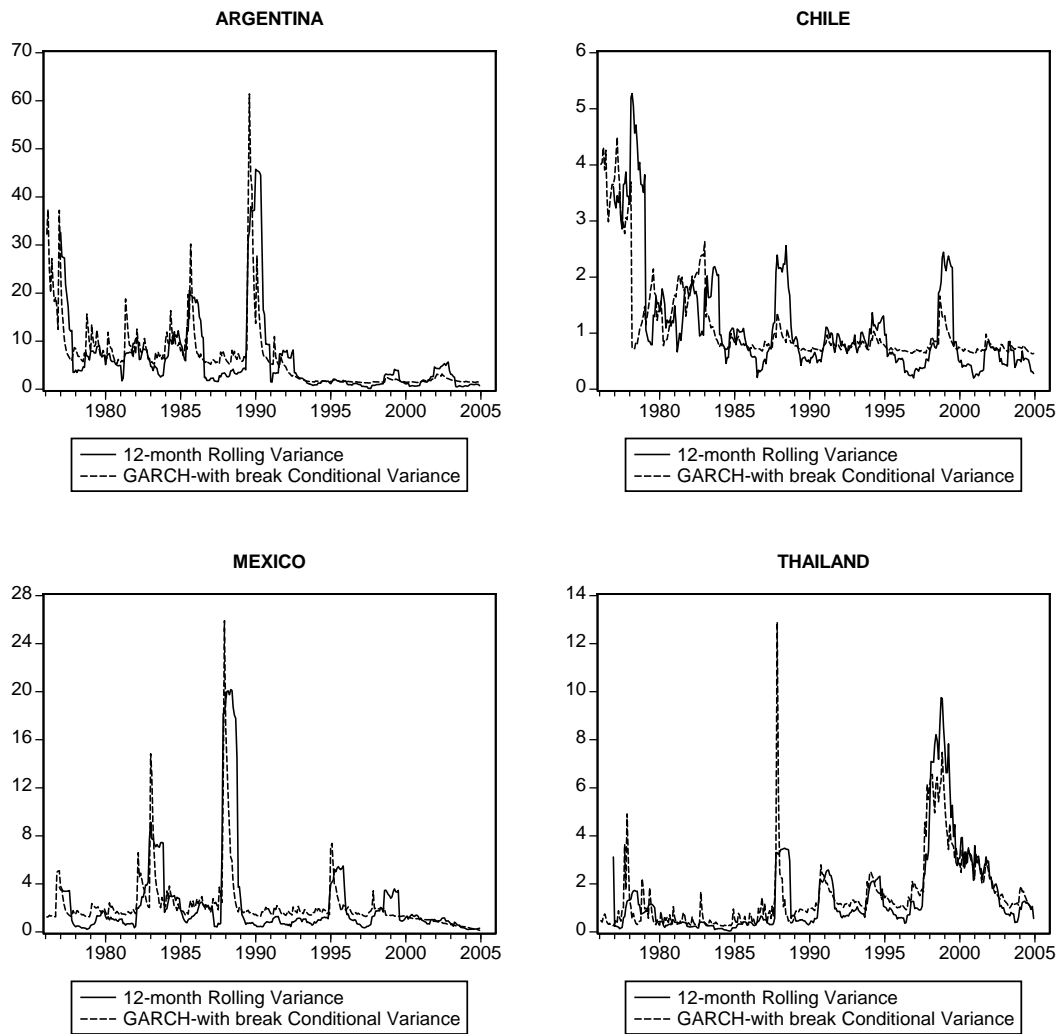 ARGENTINA
70
60
50
40
30
20
10
0
1980 1985 1990 1995 2000 2005
12-month Rolling Variance
GARCH-with break Conditional Variance
CHILE
6
5
4
3
2
1
0
1980 1985 1990 1995 2000 2005
12-month Rolling Variance
GARCH-with break Conditional Variance
MEXICO
28
24
20
16
12
8
4
0
1980 1985 1990 1995 2000 2005
12-month Rolling Variance
GARCH-with break Conditional Variance
THAILAND
14
12
10
8
6
4
2
0
1980 1985 1990 1995 2000 2005
12-month Rolling Variance
GARCH-with break Conditional Variance